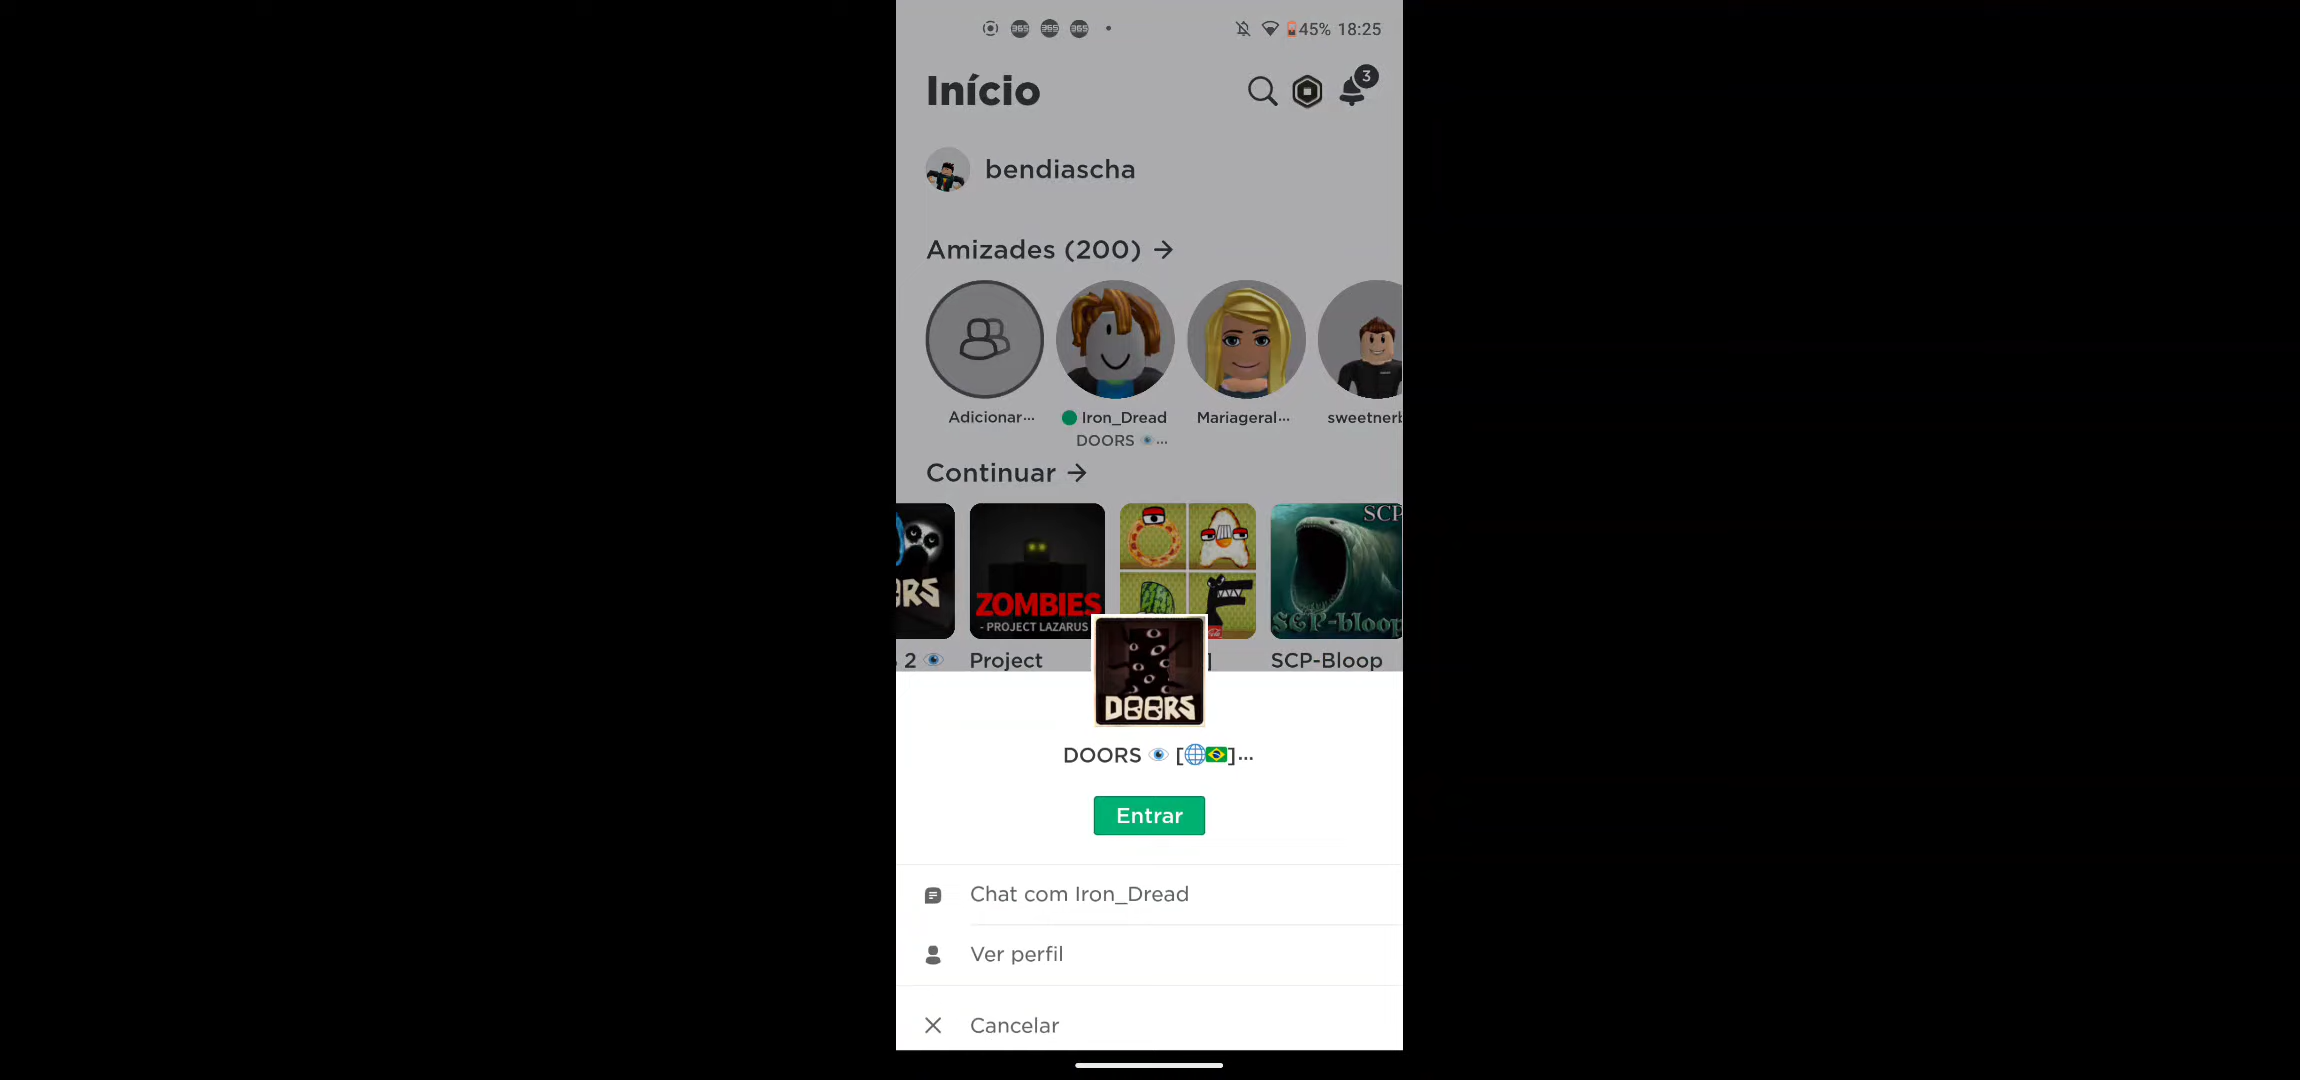 45% 18:25
Início
3
bendiascha
Amizades (200) →
Adicionar...
Iron_Dread
Mariageral...
sweetnerb
DOORS 👁...
Continuar →
ORS
ZOMBIES
- PROJECT LAZARUS
SCP
SCP-bloop
2 👁
Project
]
SCP-Bloop
DOORS
DOORS 👁 [🌐🇧🇷]...
Entrar
Chat com Iron_Dread
Ver perfil
Cancelar